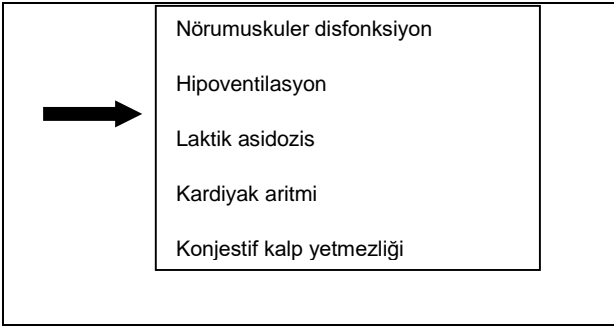 Nörumuskuler disfonksiyon
Hipoventilasyon
Laktik asidozis
Kardiyak aritmi
Konjestif kalp yetmezliği